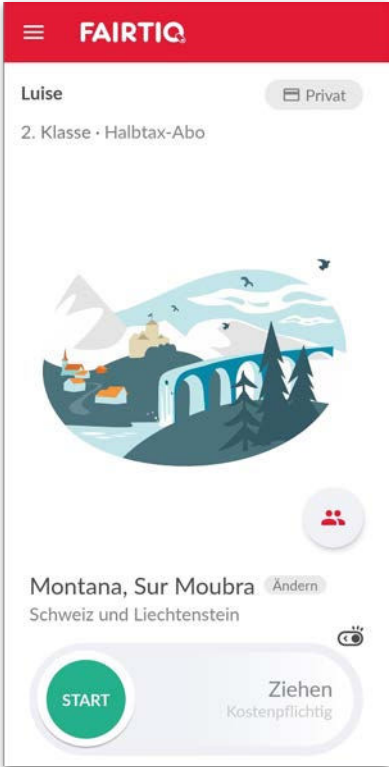 FAIRTIQ
Luise
Privat
2. Klasse · Halbtax-Abo
Montana, Sur Moubra
Ändern
Schweiz und Liechtenstein
START
Ziehen
Kostenpflichtig